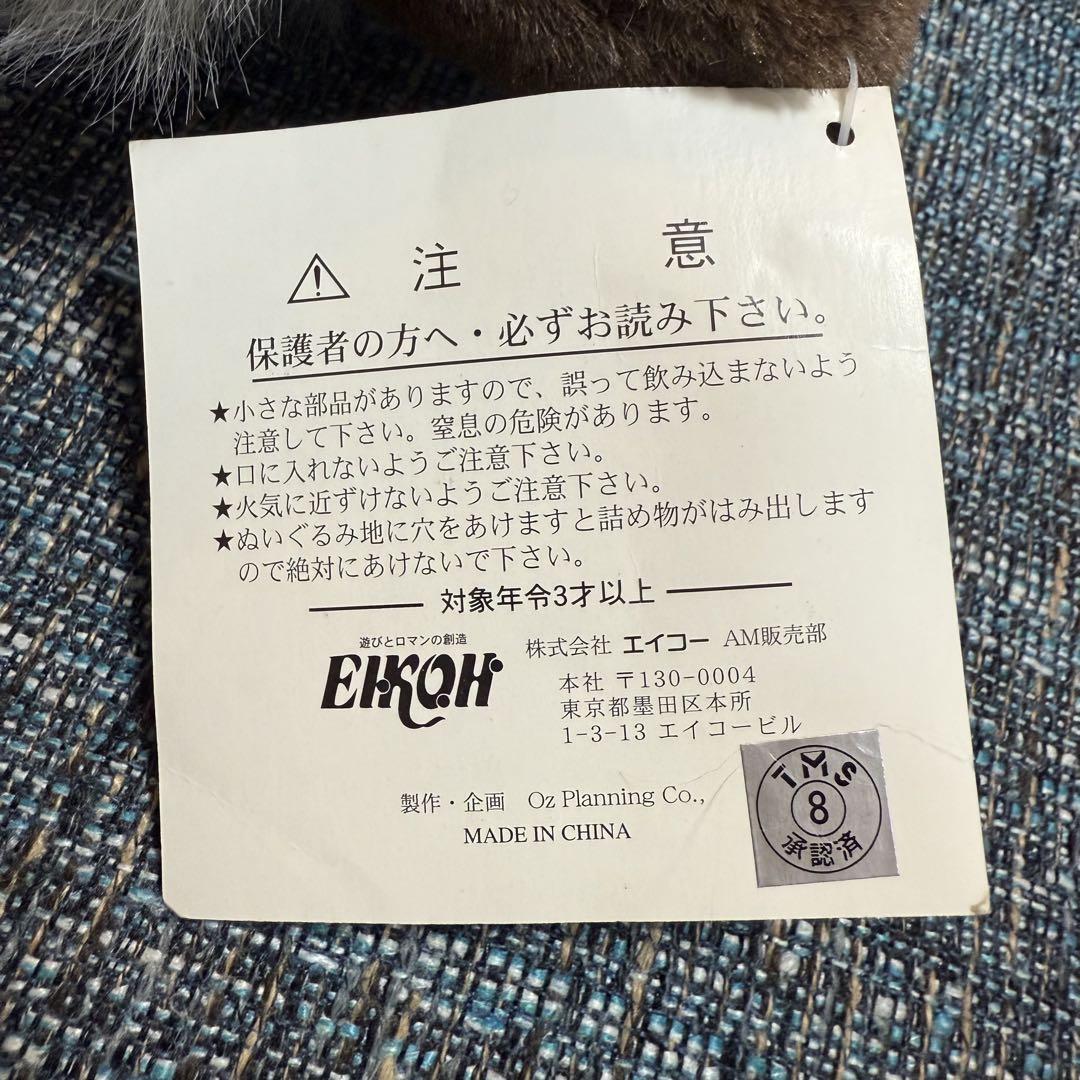 注 意
保護者の方へ・必ずお読み下さい。
★小さな部品がありますので、誤って飲み込まないよう
注意して下さい。窒息の危険があります。
★口に入れないようご注意下さい。
★火気に近ずけないようご注意下さい。
★ぬいぐるみ地に穴をあけますと詰め物がはみ出します
ので絶対にあけないで下さい。
対象年令3才以上
遊びとロマンの創造
EIKOH
株式会社 エイコー AM販売部
本社 〒130-0004
東京都墨田区本所
1-3-13 エイコービル
製作・企画 Oz Planning Co.,
MADE IN CHINA
TMS
8
承認済